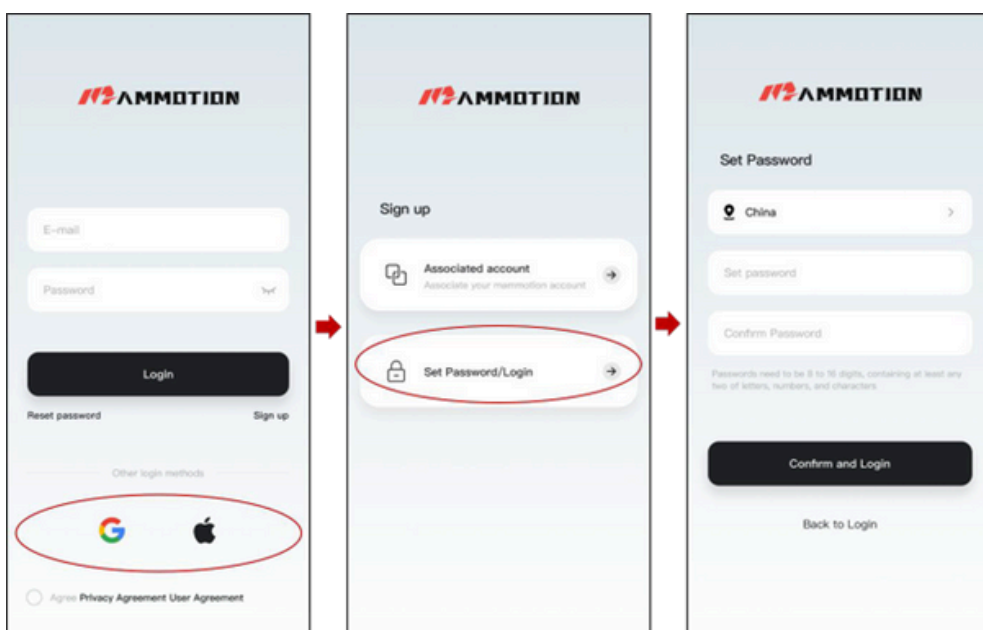 MAMMOTION
E-mail
Password
Login
Reset password Sign up
Other login methods
Agree Privacy Agreement User Agreement
MAMMOTION
Sign up
Associated account
Associate your mammotion account
Set Password/Login
MAMMOTION
Set Password
China
Set password
Confirm Password
Passwords need to be 8 to 16 digits, containing at least any
two of letters, numbers, and characters
Confirm and Login
Back to Login